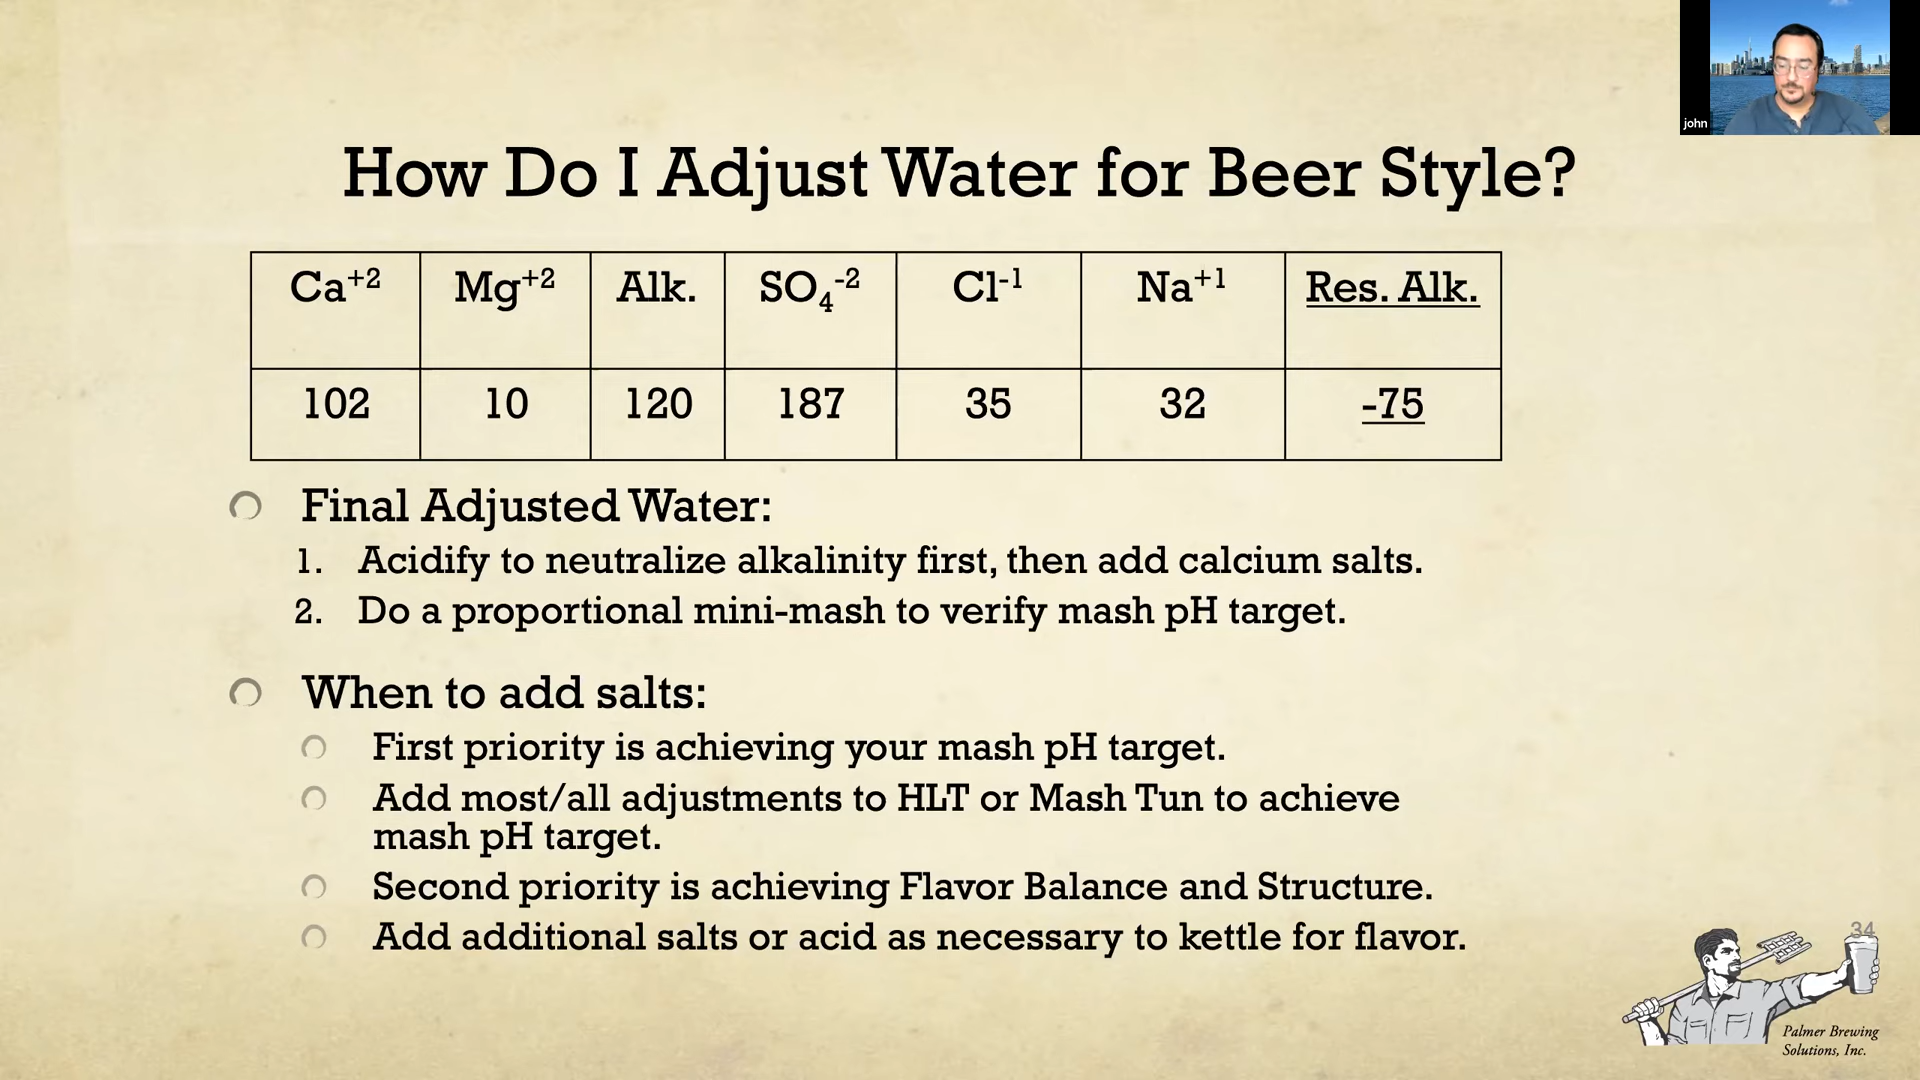 john
How Do I Adjust Water for Beer Style?
Ca+2 Mg+2 Alk. SO4-2 Cl-1 Na+1 Res. Alk.
102 10 120 187 35 32 -75
Final Adjusted Water:
1. Acidify to neutralize alkalinity first, then add calcium salts.
2. Do a proportional mini-mash to verify mash pH target.
When to add salts:
First priority is achieving your mash pH target.
Add most/all adjustments to HLT or Mash Tun to achieve
mash pH target.
Second priority is achieving Flavor Balance and Structure.
Add additional salts or acid as necessary to kettle for flavor.
34
Palmer Brewing
Solutions, Inc.